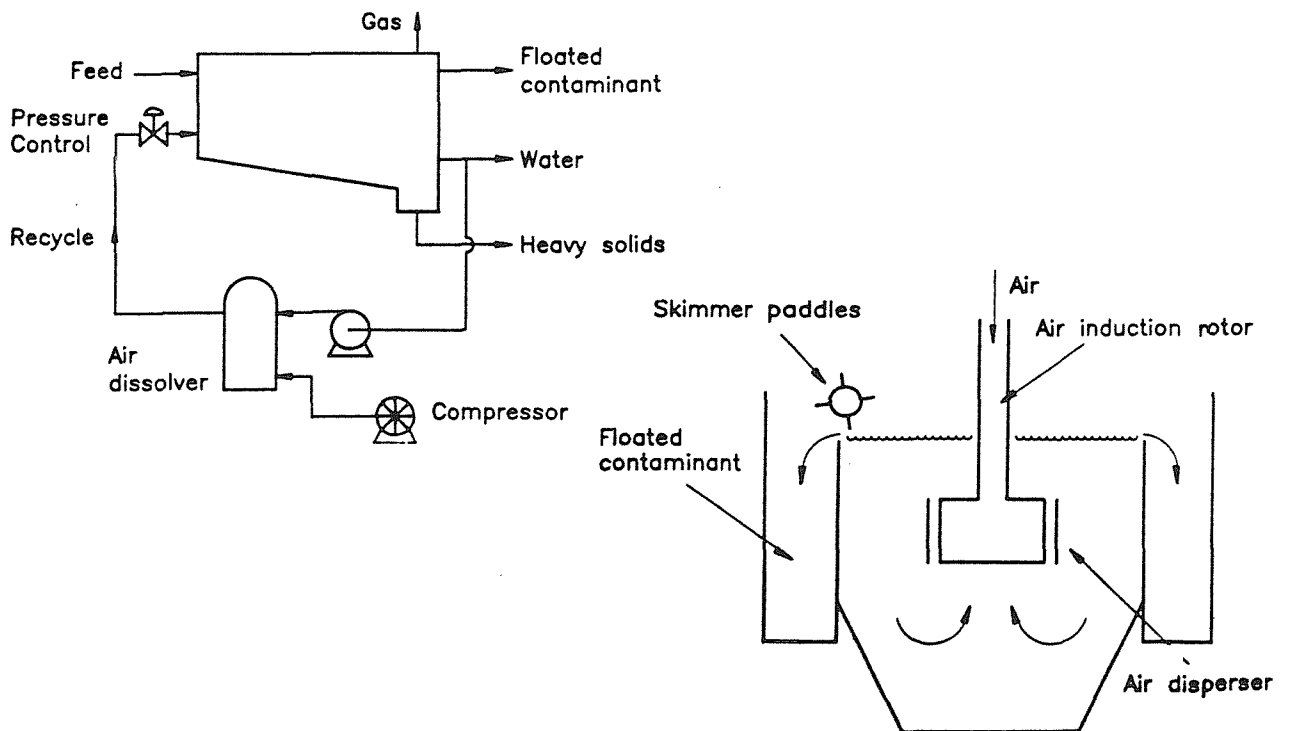 Gas
Feed
Floated
contaminant
Pressure
Control
Water
Recycle
Heavy solids
Air
dissolver
Compressor
Air
Skimmer paddles
Air induction rotor
Floated
contaminant
Air disperser